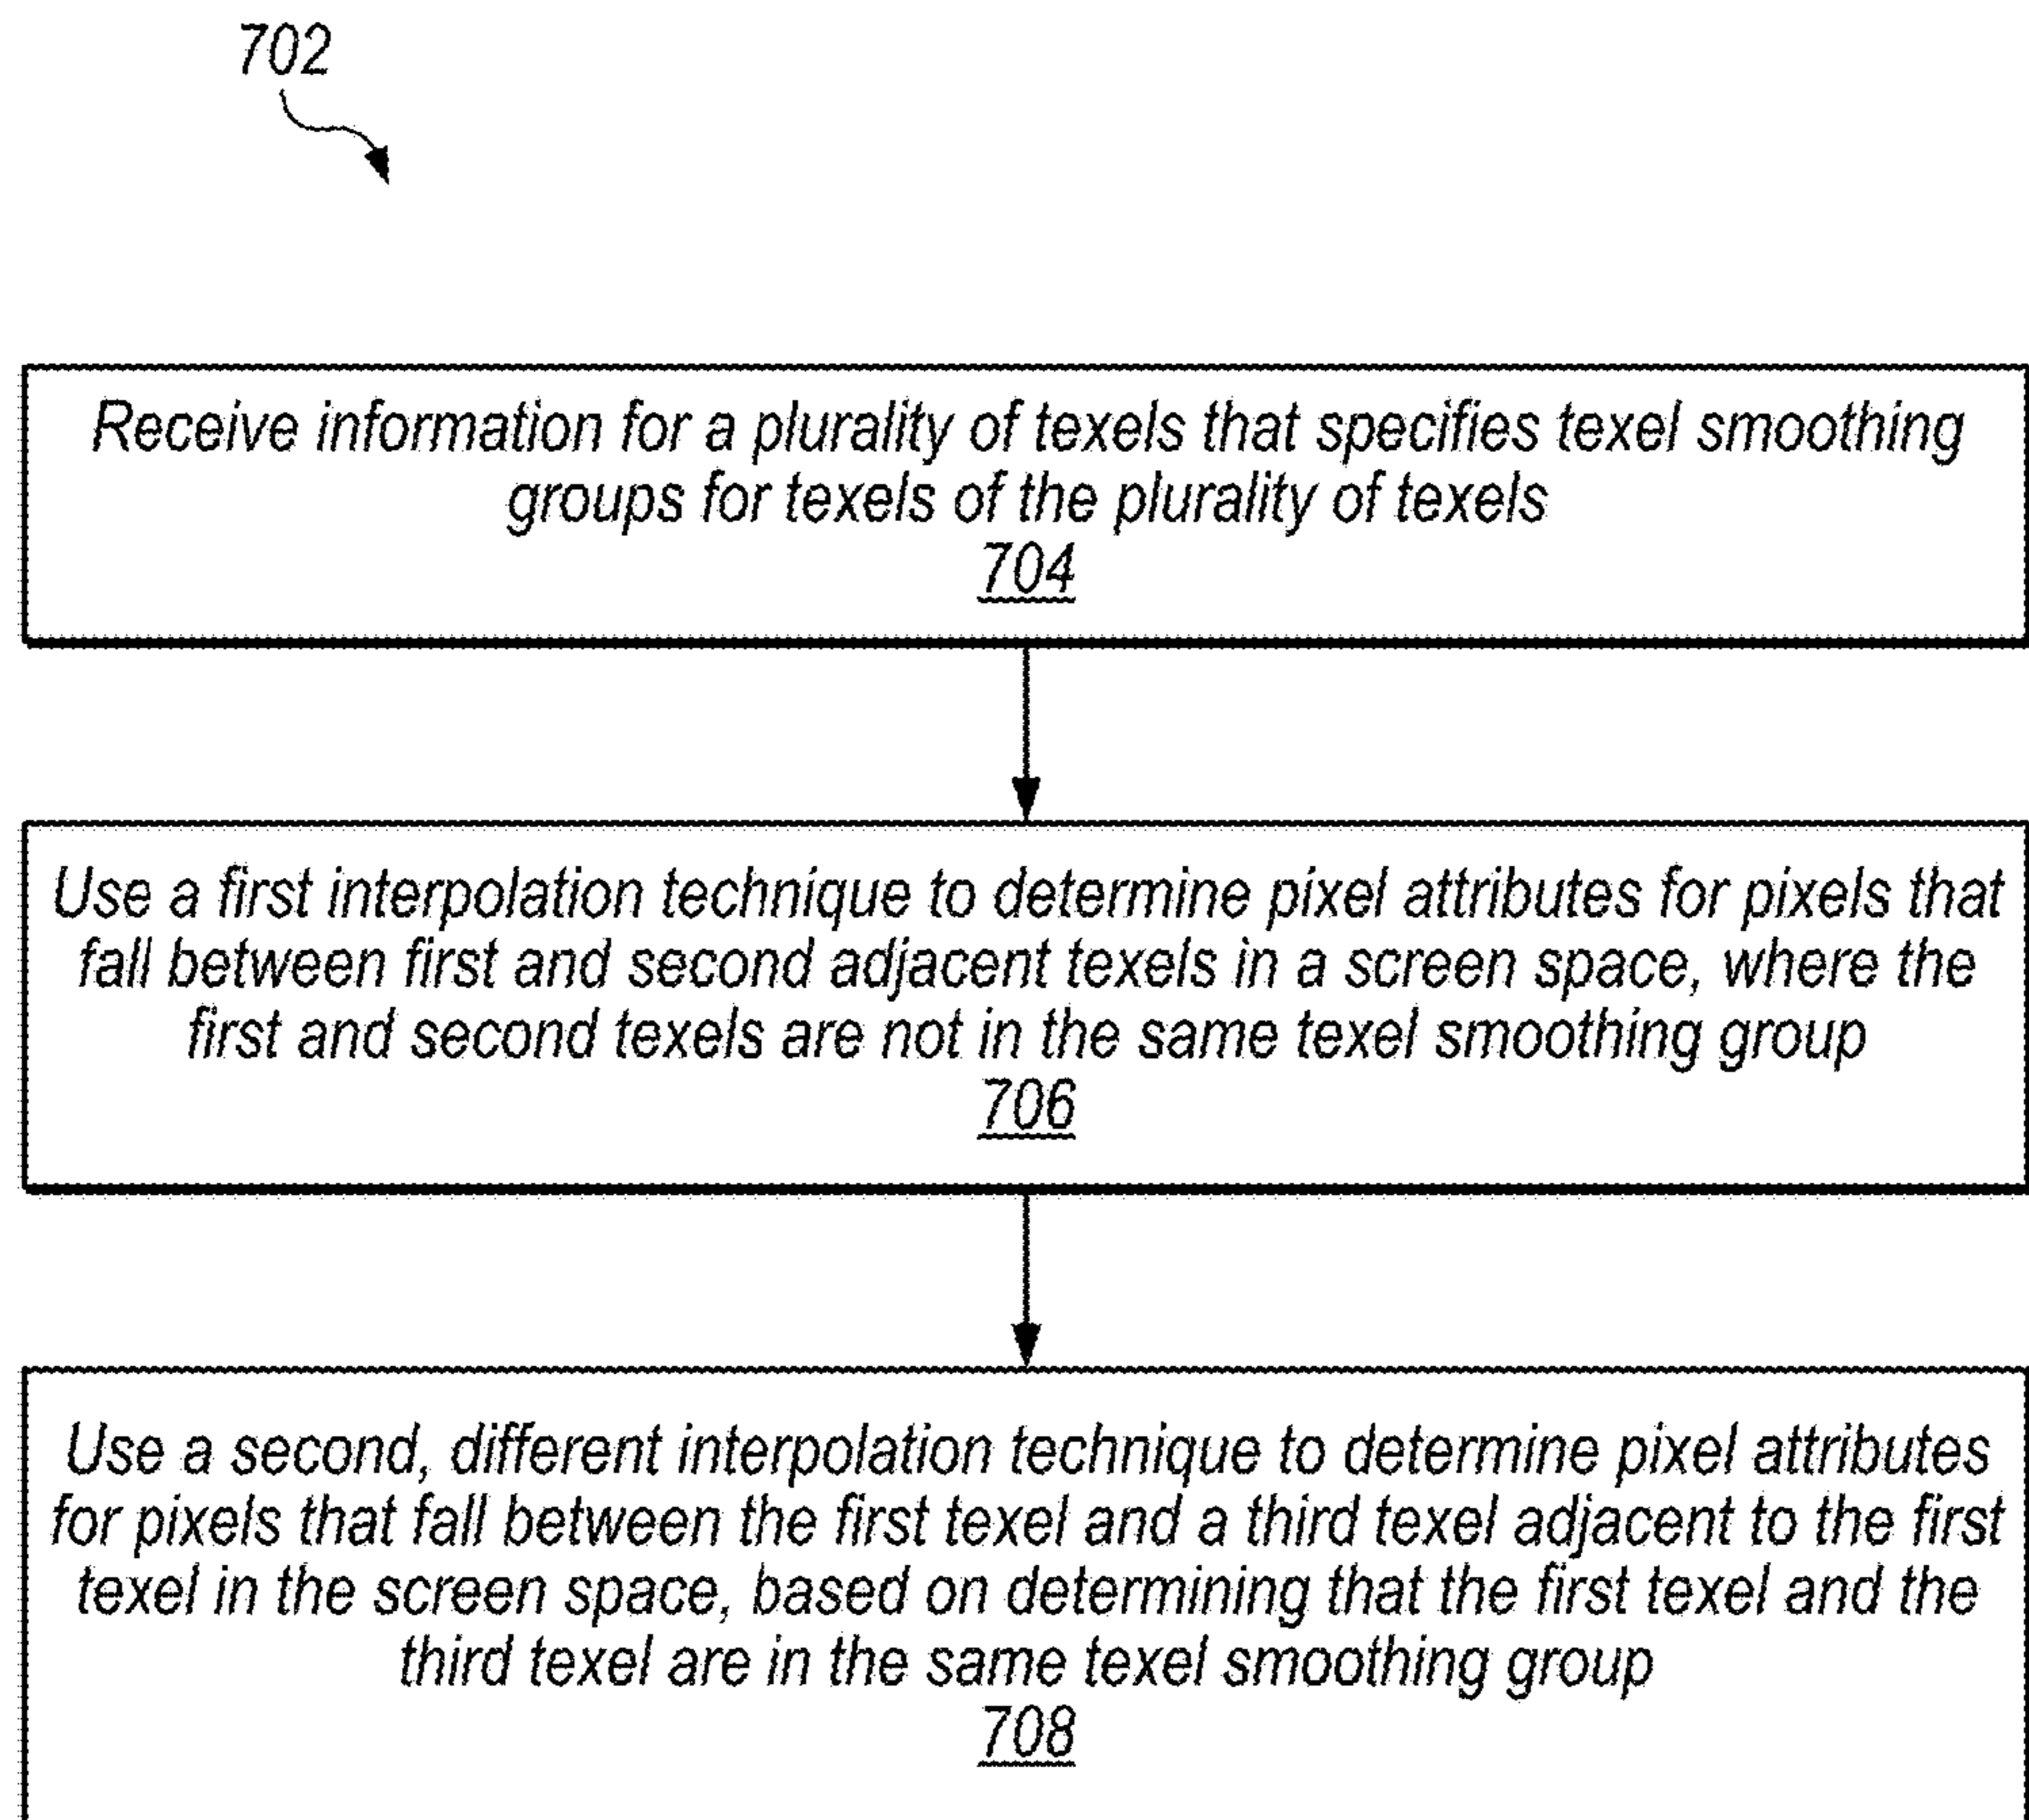 702
Receive information for a plurality of texels that specifies texel smoothing
groups for texels of the plurality of texels
704
Use a first interpolation technique to determine pixel attributes for pixels that
fall between first and second adjacent texels in a screen space, where the
first and second texels are not in the same texel smoothing group
706
Use a second, different interpolation technique to determine pixel attributes
for pixels that fall between the first texel and a third texel adjacent to the first
texel in the screen space, based on determining that the first texel and the
third texel are in the same texel smoothing group
708